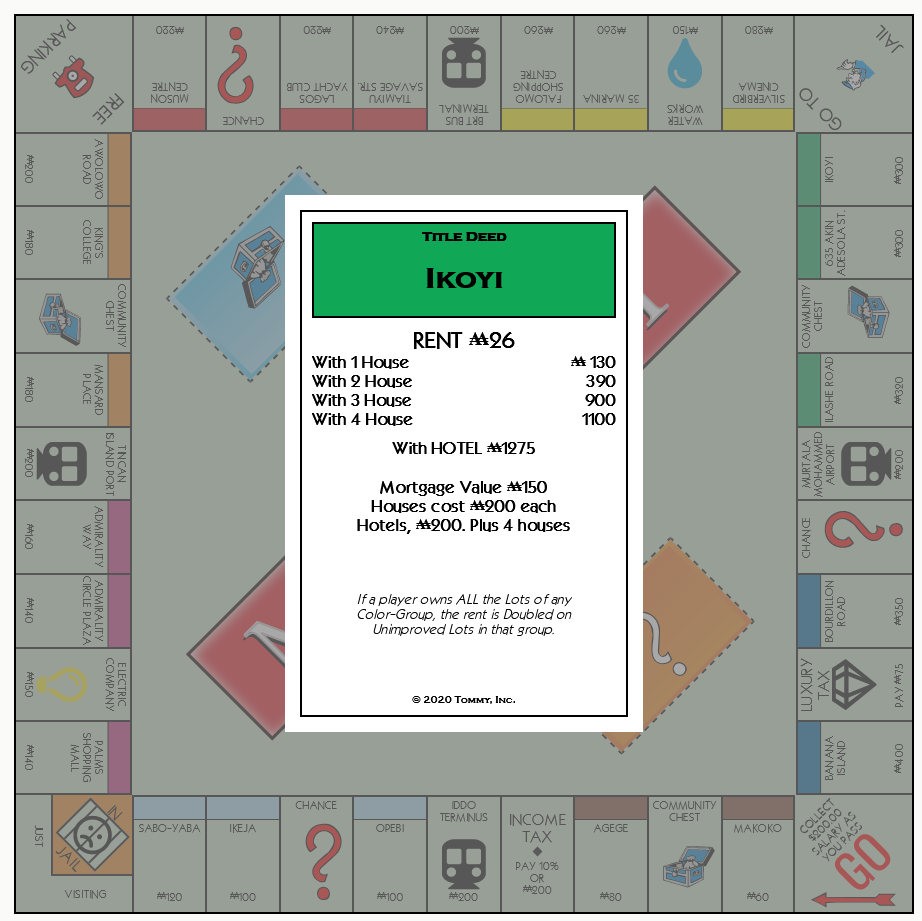 FREE
PARKING
₳220
MUSON
CENTRE
CHANCE
₳220
LAGOS
YACHT CLUB
₳240
TIAMIYU
SAVAGE STR.
₳200
BRT BUS
TERMINAL
₳260
FALOMO
SHOPPING
CENTRE
₳260
35 MARINA
₳150
WATER
WORKS
₳280
SILVERBIRD
CINEMA
GO TO
JAIL
AWOLOWO
ROAD
₳200
KING'S
COLLEGE
₳180
COMMUNITY
CHEST
MANSARD
PLACE
₳180
TINCAN
ISLAND PORT
₳200
ADMIRALITY
WAY
₳160
ADMIRALITY
CIRCLE PLAZA
₳140
ELECTRIC
COMPANY
₳150
PALMS
SHOPPING
MALL
₳140
TITLE DEED
IKOYI
RENT ₳26
With 1 House ₳ 130
With 2 House 390
With 3 House 900
With 4 House 1100
With HOTEL ₳1275
Mortgage Value ₳150
Houses cost ₳200 each
Hotels, ₳200. Plus 4 houses
If a player owns ALL the Lots of any
Color-Group, the rent is Doubled on
Unimproved Lots in that group.
© 2020 TOMMY, INC.
?
IKOYI
₳300
635 AKIN
ADESOLA ST.
₳300
COMMUNITY
CHEST
ILASHE ROAD
₳320
MURTALA
MOHAMMED
AIRPORT
₳200
CHANCE
?
BOURDILLON
ROAD
₳350
LUXURY
TAX
PAY ₳75
BANANA
ISLAND
₳400
JUST
VISITING
IN
JAIL
SABO-YABA
₳120
IKEJA
₳100
CHANCE
?
OPEBI
₳100
IDDO
TERMINUS
₳200
INCOME
TAX
PAY 10%
OR
₳200
AGEGE
₳80
COMMUNITY
CHEST
MAKOKO
₳60
COLLECT
₳200.00
SALARY AS
YOU PASS
GO